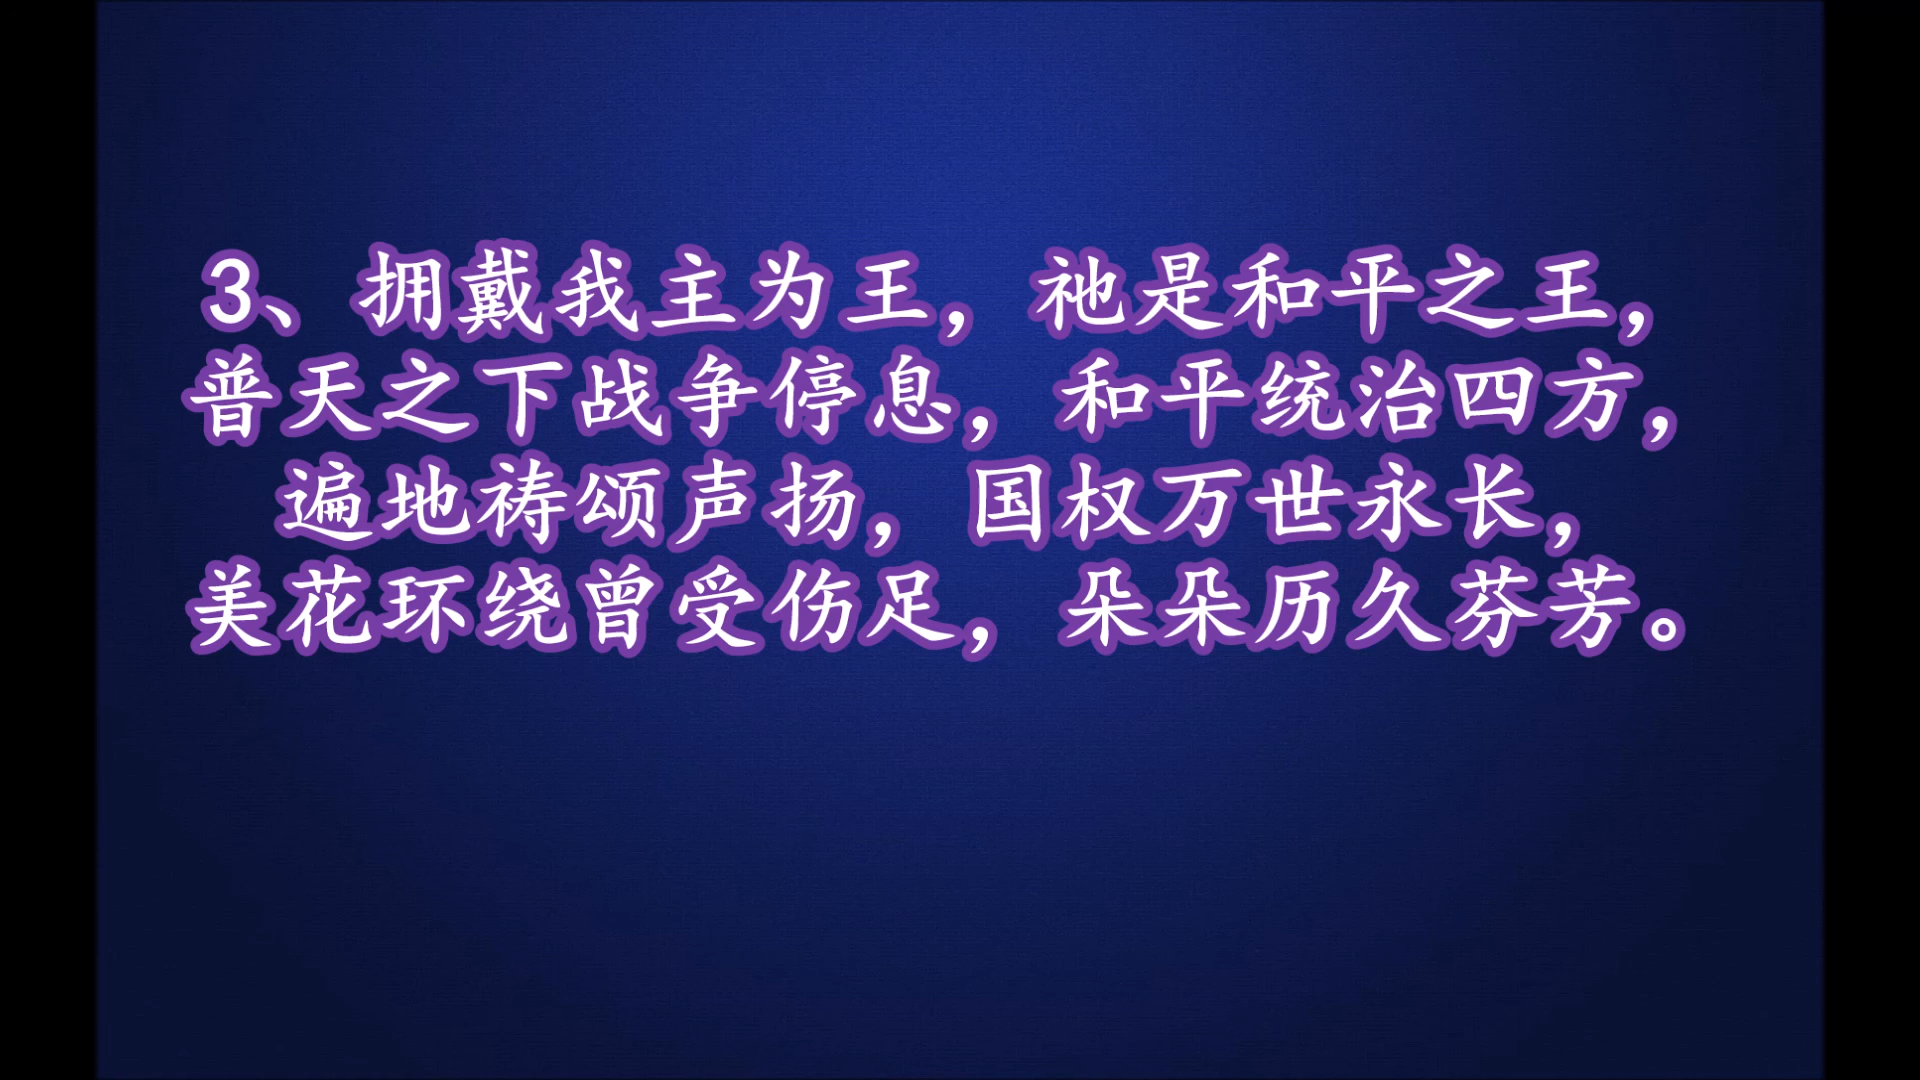 3、拥戴我主为王，祂是和平之王，
普天之下战争停息，和平统治四方，
遍地祷颂声扬，国权万世永长，
美花环绕曾受伤足，朵朵历久芬芳。